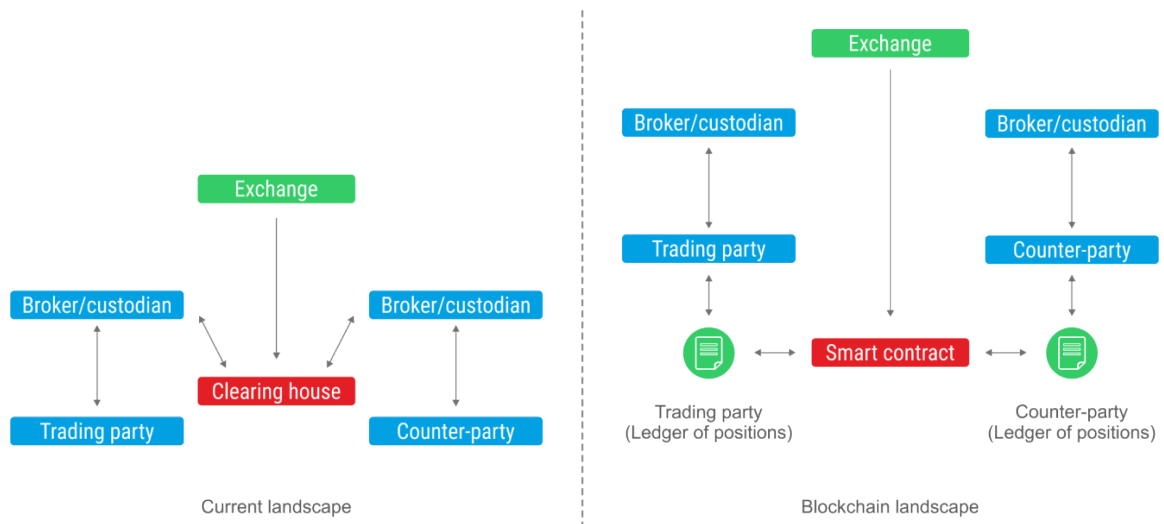 Exchange
Broker/custodian
Broker/custodian
Clearing house
Trading party
Counter-party
Current landscape
Exchange
Broker/custodian
Broker/custodian
Trading party
Counter-party
Smart contract
Trading party
(Ledger of positions)
Counter-party
(Ledger of positions)
Blockchain landscape